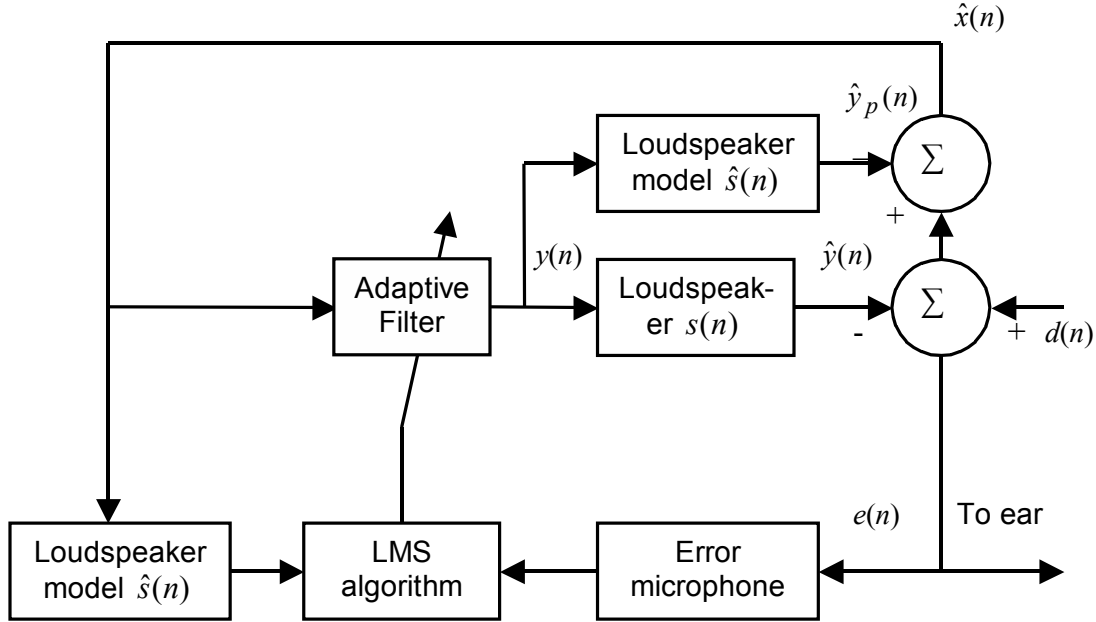 x̂(n)
ŷ_p(n)
Loudspeaker
model ŝ(n)
−
Σ
+
y(n)
ŷ(n)
Adaptive
Filter
Loudspeak-
er s(n)
Σ
-
+
d(n)
e(n)
To ear
Loudspeaker
model ŝ(n)
LMS
algorithm
Error
microphone